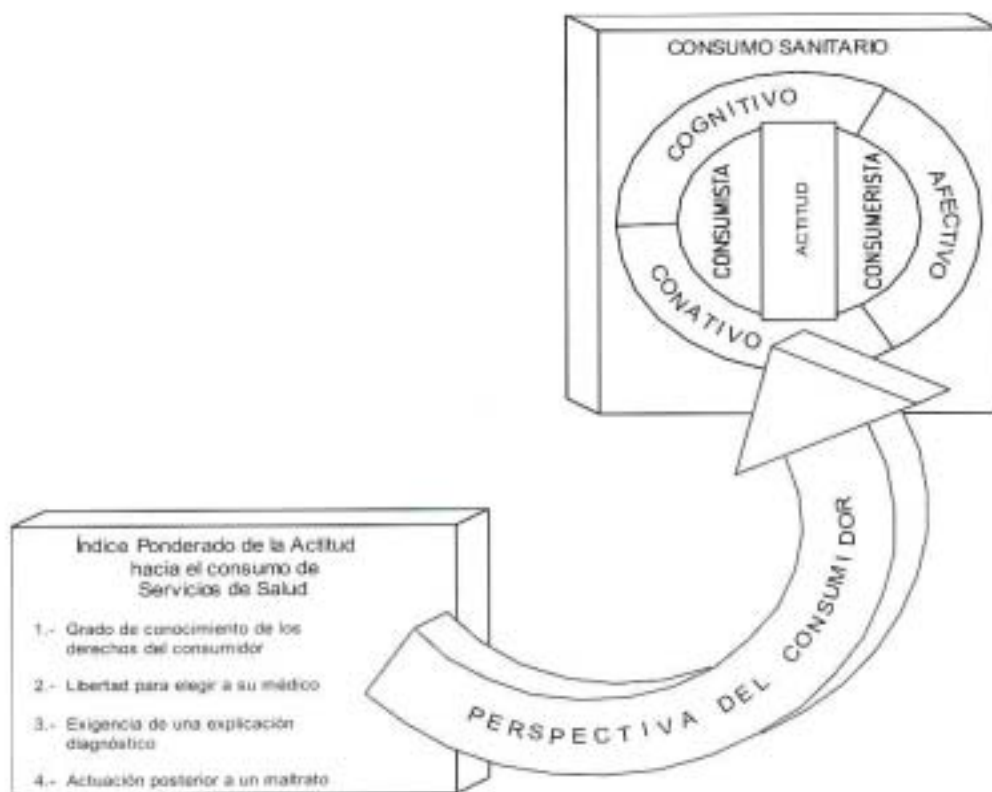 CONSUMO SANITARIO
COGNITIVO
AFECTIVO
CONATIVO
CONSUMISTA
ACTITUD
CONSUMERISTA
PERSPECTIVA DEL CONSUMIDOR
Índice Ponderado de la Actitud
hacia el consumo de
Servicios de Salud
1.- Grado de conocimiento de los
derechos del consumidor
2.- Libertad para elegir a su médico
3.- Exigencia de una explicación
diagnóstico
4.- Actuación posterior a un maltrato